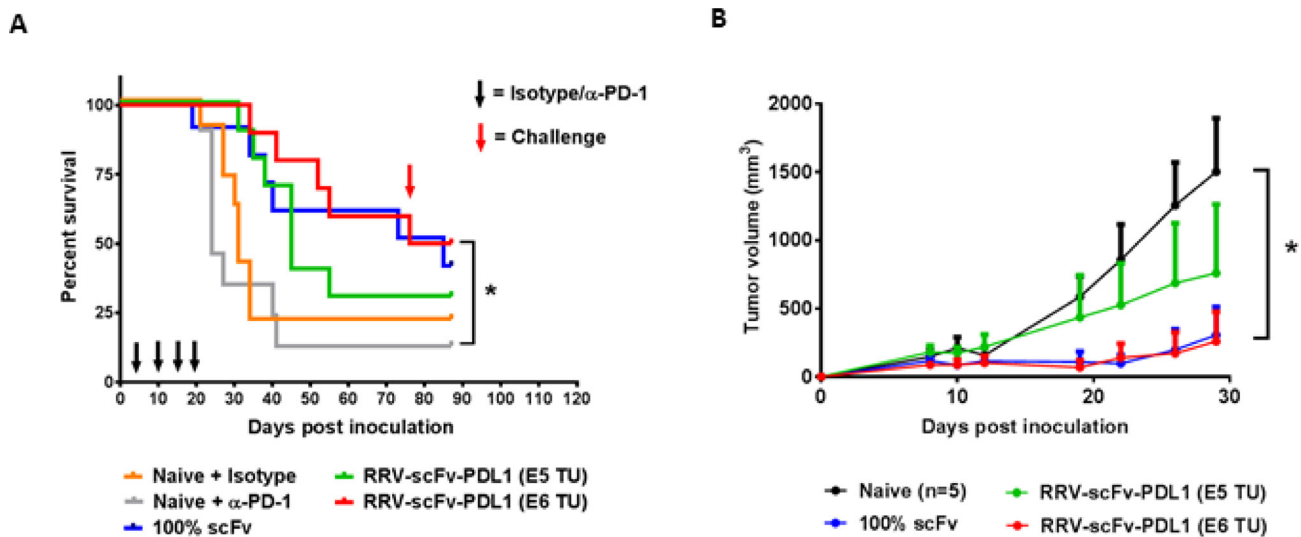 A
B
= Isotype/α-PD-1
= Challenge
Percent survival
100
75
50
25
0
*
0 10 20 30 40 50 60 70 80 90 100 110 120
Days post inoculation
Naive + Isotype
Naive + α-PD-1
100% scFv
RRV-scFv-PDL1 (E5 TU)
RRV-scFv-PDL1 (E6 TU)
Tumor volume (mm³)
2000
1500
1000
500
0
*
0 10 20 30
Days post inoculation
Naive (n=5)
100% scFv
RRV-scFv-PDL1 (E5 TU)
RRV-scFv-PDL1 (E6 TU)